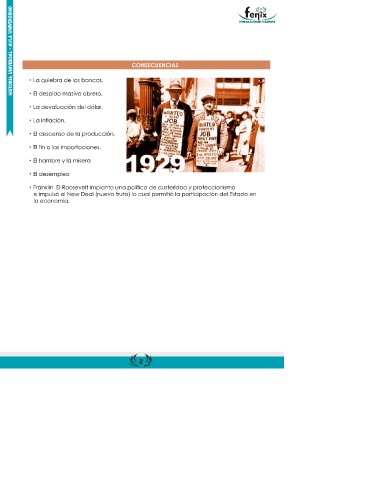 fenix
HISTORIA UNIVERSAL - AULA UNIVERSIDAD
CONSECUENCIAS
• La quiebra de los bancos.
• El despido masivo obrero.
• La devaluación del dólar.
• La inflación.
• El descenso de la producción.
• El fin a las importaciones.
• El hambre y la miseria
• El desempleo
WANTED
JOB
WANTED
JOB
1929
• Franklin D Roosevelt implanto una política de austeridad y proteccionismo
e impulsó el New Deal (nuevo trato) lo cual permitió la participación del Estado en
la economía.
2